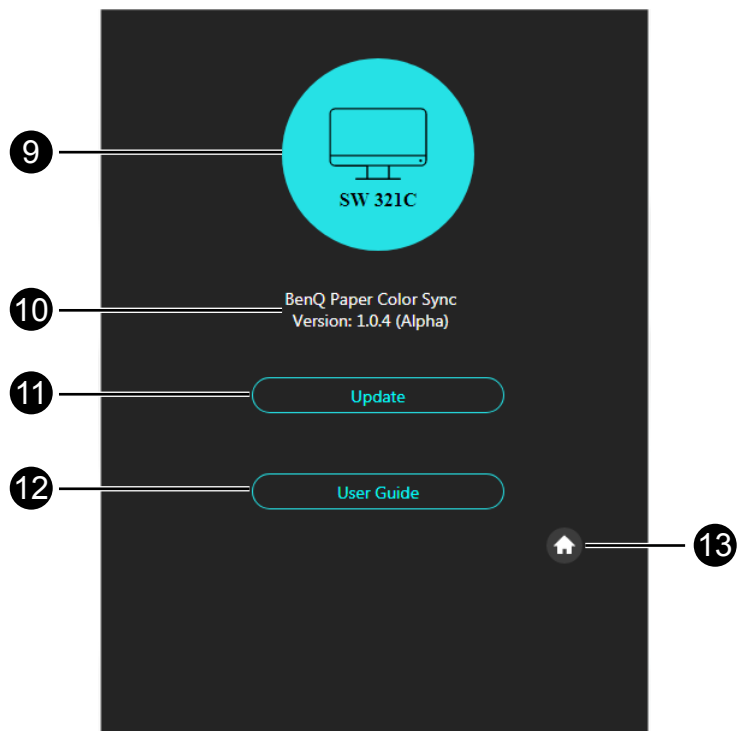 9
SW 321C
10
BenQ Paper Color Sync
Version: 1.0.4 (Alpha)
11
Update
12
User Guide
13